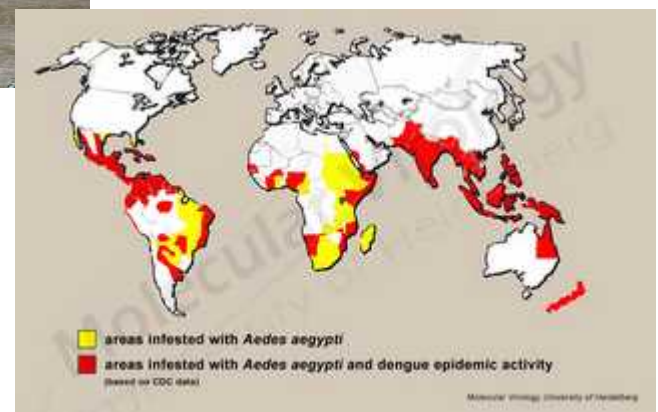 areas infested with Aedes aegypti
areas infested with Aedes aegypti and dengue epidemic activity
(based on CDC data)
Molecular Virology, University of Heidelberg